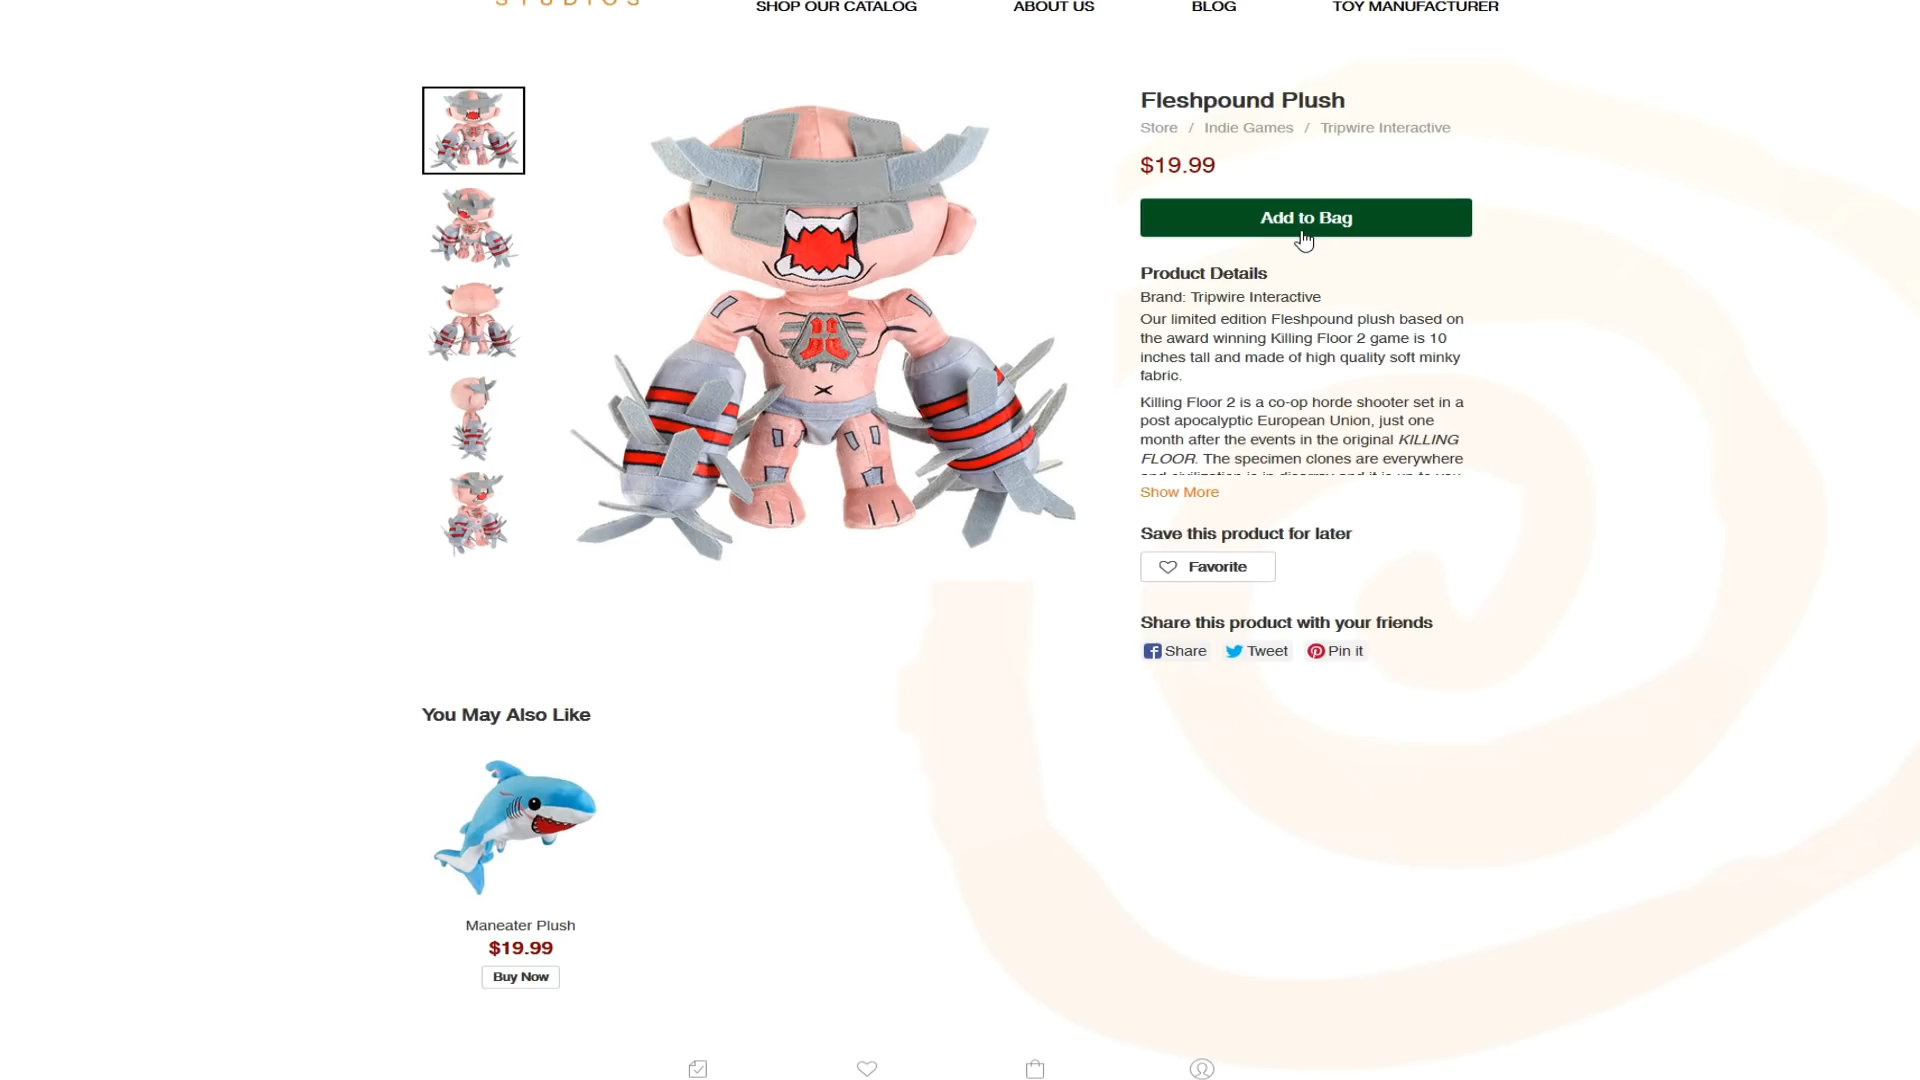 STUDIOS
SHOP OUR CATALOG
ABOUT US
BLOG
TOY MANUFACTURER
Fleshpound Plush
Store / Indie Games / Tripwire Interactive
$19.99
Add to Bag
Product Details
Brand: Tripwire Interactive
Our limited edition Fleshpound plush based on
the award winning Killing Floor 2 game is 10
inches tall and made of high quality soft minky
fabric.
Killing Floor 2 is a co-op horde shooter set in a
post apocalyptic European Union, just one
month after the events in the original KILLING
FLOOR. The specimen clones are everywhere
Show More
Save this product for later
Favorite
Share this product with your friends
Share
Tweet
Pin it
You May Also Like
Maneater Plush
$19.99
Buy Now